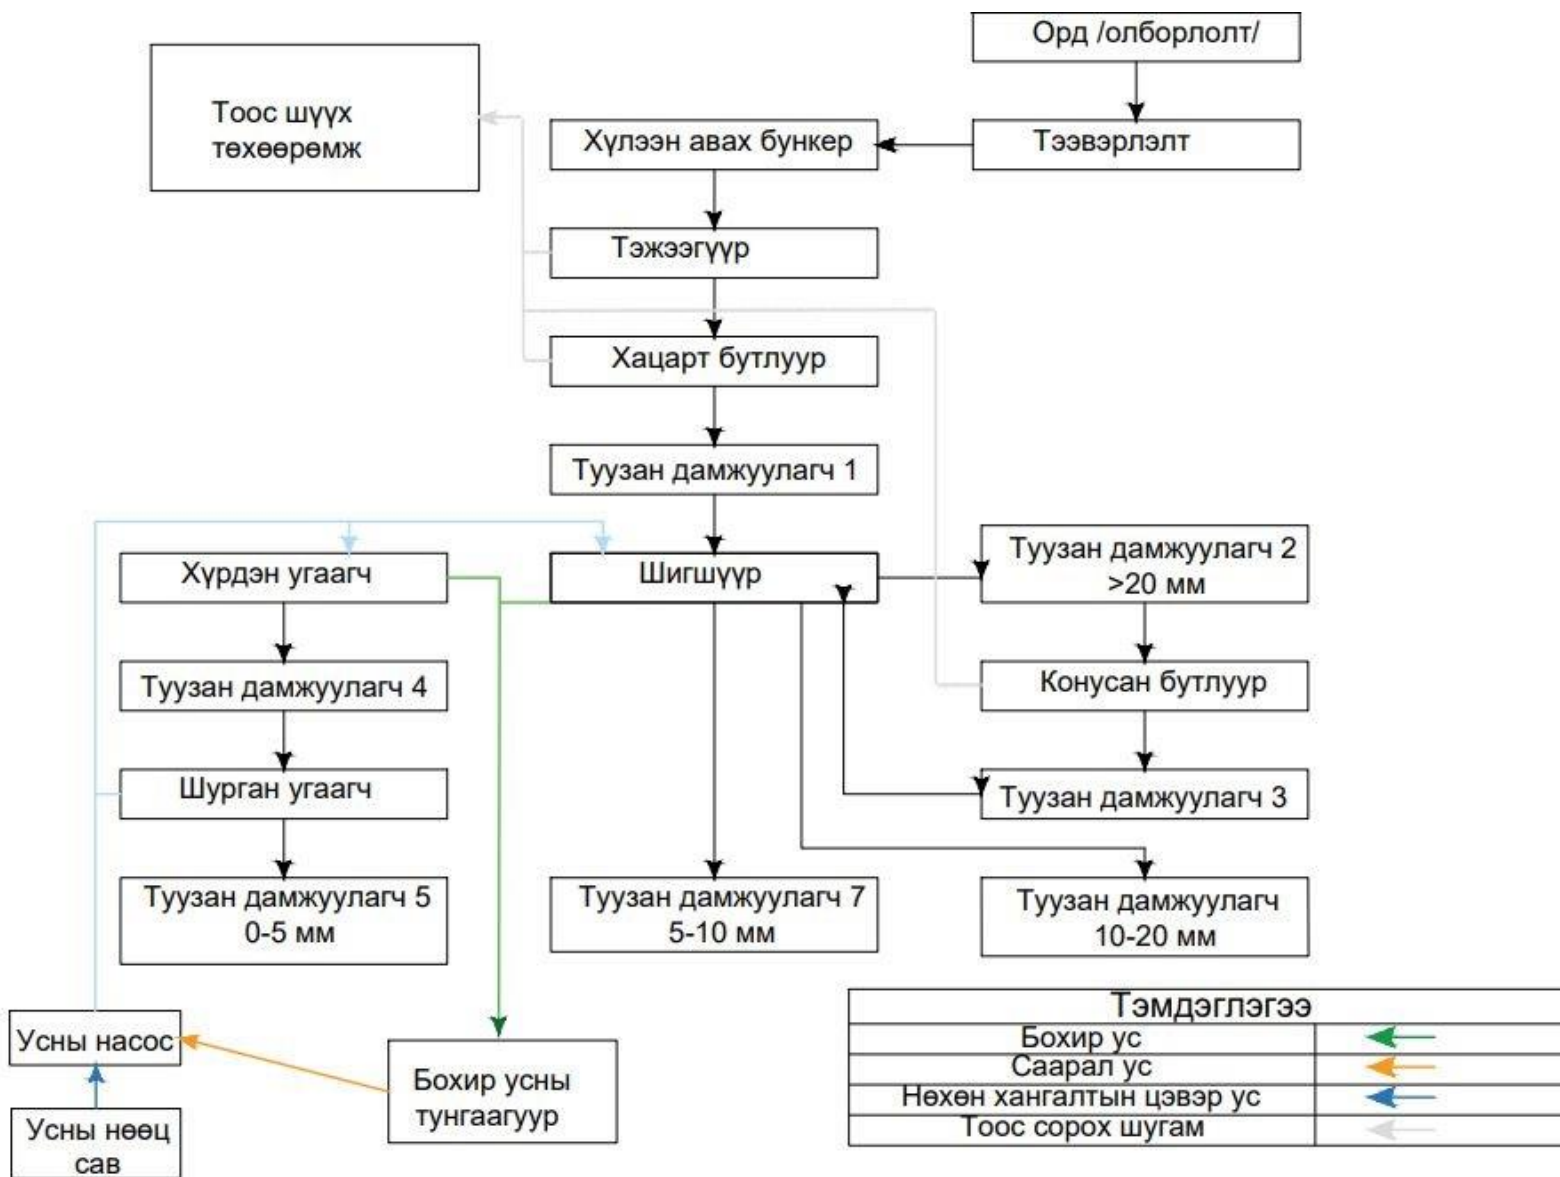 Орд /олборлолт/
Тоос шүүх
төхөөрөмж
Хүлээн авах бункер
Тээвэрлэлт
Тэжээгүүр
Хацарт бутлуур
Туузан дамжуулагч 1
Хүрдэн угаагч
Шигшүүр
Туузан дамжуулагч 2
>20 мм
Туузан дамжуулагч 4
Конусан бутлуур
Шурган угаагч
Туузан дамжуулагч 3
Туузан дамжуулагч 5
0-5 мм
Туузан дамжуулагч 7
5-10 мм
Туузан дамжуулагч
10-20 мм
Усны насос
Бохир усны
тунгаагуур
Усны нөөц
сав
Тэмдэглэгээ
Бохир ус
Саарал ус
Нөхөн хангалтын цэвэр ус
Тоос сорох шугам